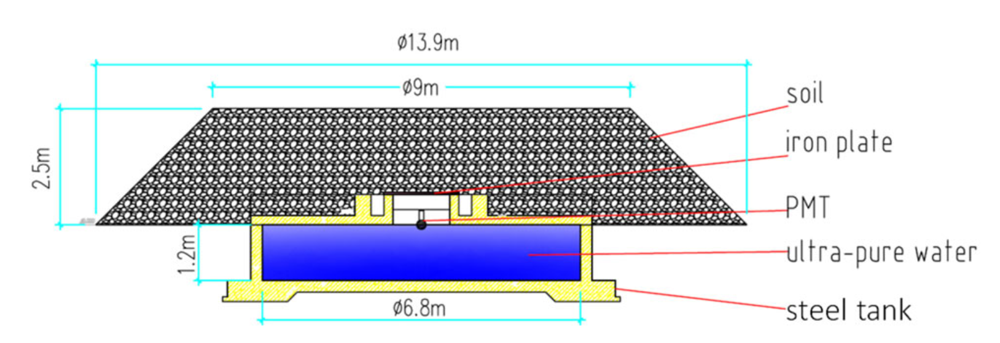 ø13.9m
ø9m
soil
iron plate
2.5m
PMT
1.2m
ultra-pure water
ø6.8m
steel tank